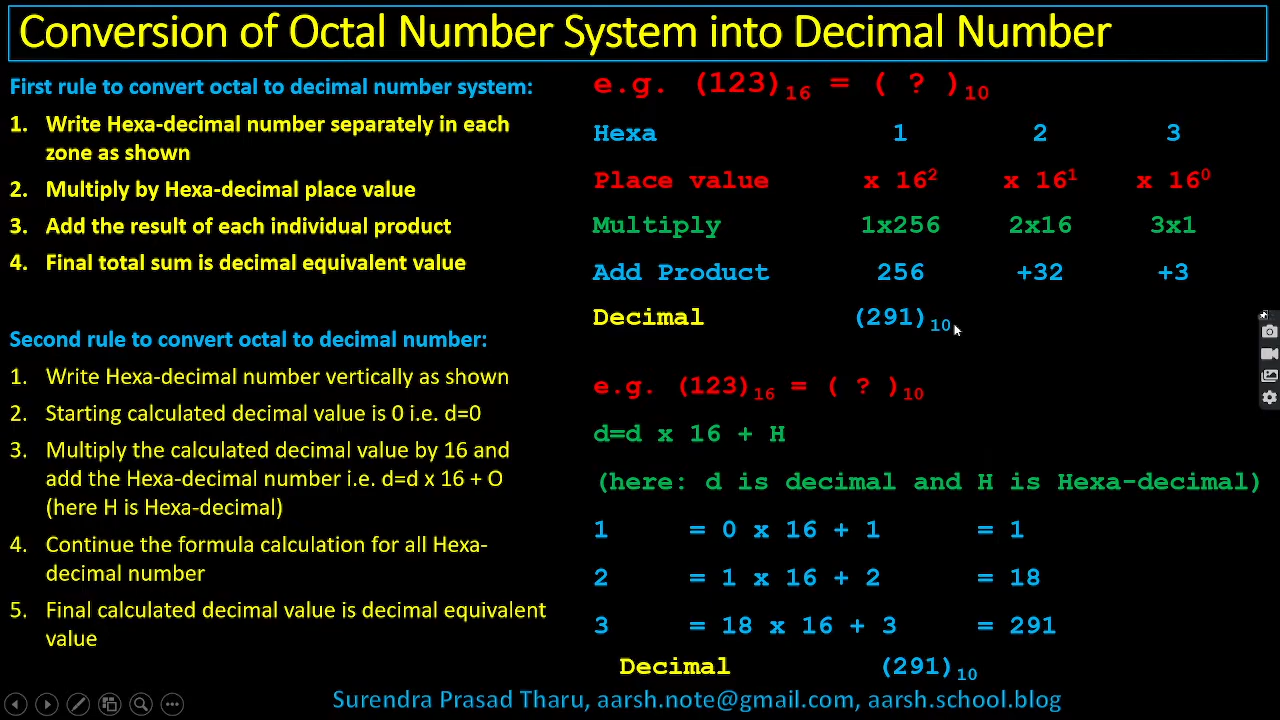 Conversion of Octal Number System into Decimal Number
First rule to convert octal to decimal number system:
1. Write Hexa-decimal number separately in each
zone as shown
2. Multiply by Hexa-decimal place value
3. Add the result of each individual product
4. Final total sum is decimal equivalent value
Second rule to convert octal to decimal number:
1. Write Hexa-decimal number vertically as shown
2. Starting calculated decimal value is 0 i.e. d=0
3. Multiply the calculated decimal value by 16 and
add the Hexa-decimal number i.e. d=d x 16 + O
(here H is Hexa-decimal)
4. Continue the formula calculation for all Hexa-
decimal number
5. Final calculated decimal value is decimal equivalent
value
e.g. (123)₁₆ = ( ? )₁₀
Hexa 1 2 3
Place value x 16² x 16¹ x 16⁰
Multiply 1x256 2x16 3x1
Add Product 256 +32 +3
Decimal (291)₁₀
e.g. (123)₁₆ = ( ? )₁₀
d=d x 16 + H
(here: d is decimal and H is Hexa-decimal)
1 = 0 x 16 + 1 = 1
2 = 1 x 16 + 2 = 18
3 = 18 x 16 + 3 = 291
Decimal (291)₁₀
Surendra Prasad Tharu, aarsh.note@gmail.com, aarsh.school.blog